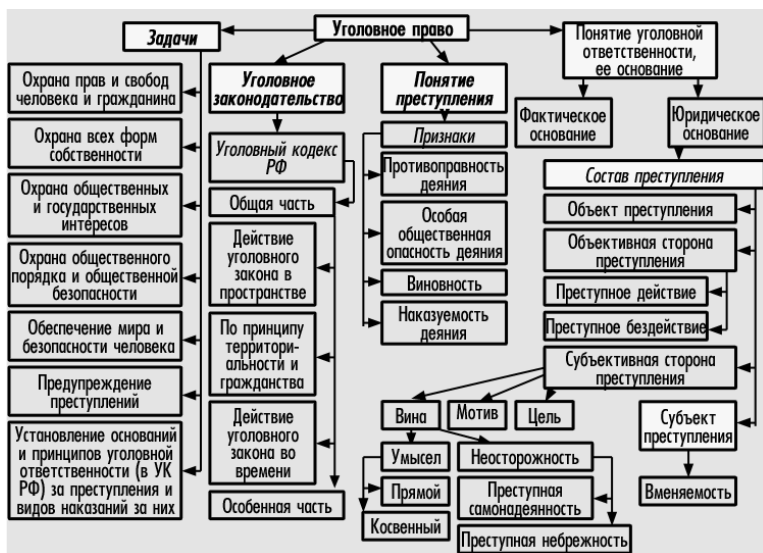 Уголовное право
Задачи
Охрана прав и свобод
человека и гражданина
Охрана всех форм
собственности
Охрана общественных
и государственных
интересов
Охрана общественного
порядка и общественной
безопасности
Обеспечение мира и
безопасности человека
Предупреждение
преступлений
Установление оснований
и принципов уголовной
ответственности (в УК
РФ) за преступления и
видов наказаний за них
Уголовное
законодательство
Уголовный кодекс
РФ
Общая часть
Действие
уголовного
закона в
пространстве
По принципу
территори-
альности и
гражданства
Действие
уголовного
закона во
времени
Особенная часть
Понятие
преступления
Признаки
Противоправность
деяния
Особая
общественная
опасность деяния
Виновность
Наказуемость
деяния
Понятие уголовной
ответственности,
ее основание
Фактическое
основание
Юридическое
основание
Состав преступления
Объект преступления
Объективная сторона
преступления
Преступное действие
Преступное бездействие
Субъективная сторона
преступления
Вина
Мотив
Цель
Умысел
Прямой
Косвенный
Неосторожность
Преступная
самонадеянность
Преступная небрежность
Субъект
преступления
Вменяемость